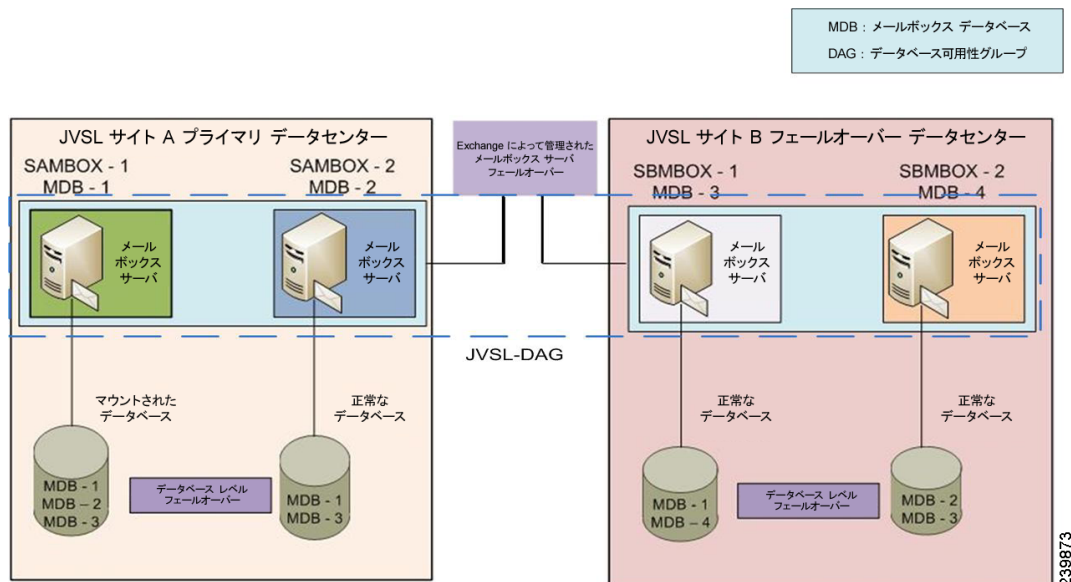 MDB : メールボックス データベース
DAG : データベース可用性グループ
JVSL サイト A プライマリ データセンター
SAMBOX - 1
MDB - 1
SAMBOX - 2
MDB - 2
Exchange によって管理された
メールボックス サーバ
フェールオーバー
JVSL サイト B フェールオーバー データセンター
SBMBOX - 1
MDB - 3
SBMBOX - 2
MDB - 4
メール
ボックス
サーバ
メール
ボックス
サーバ
メール
ボックス
サーバ
メール
ボックス
サーバ
JVSL-DAG
マウントされた
データベース
正常な
データベース
正常な
データベース
正常な
データベース
MDB - 1
MDB – 2
MDB - 3
データベース レベル
フェールオーバー
MDB - 1
MDB - 3
MDB - 1
MDB – 4
データベース レベル
フェールオーバー
MDB - 2
MDB - 3
239873